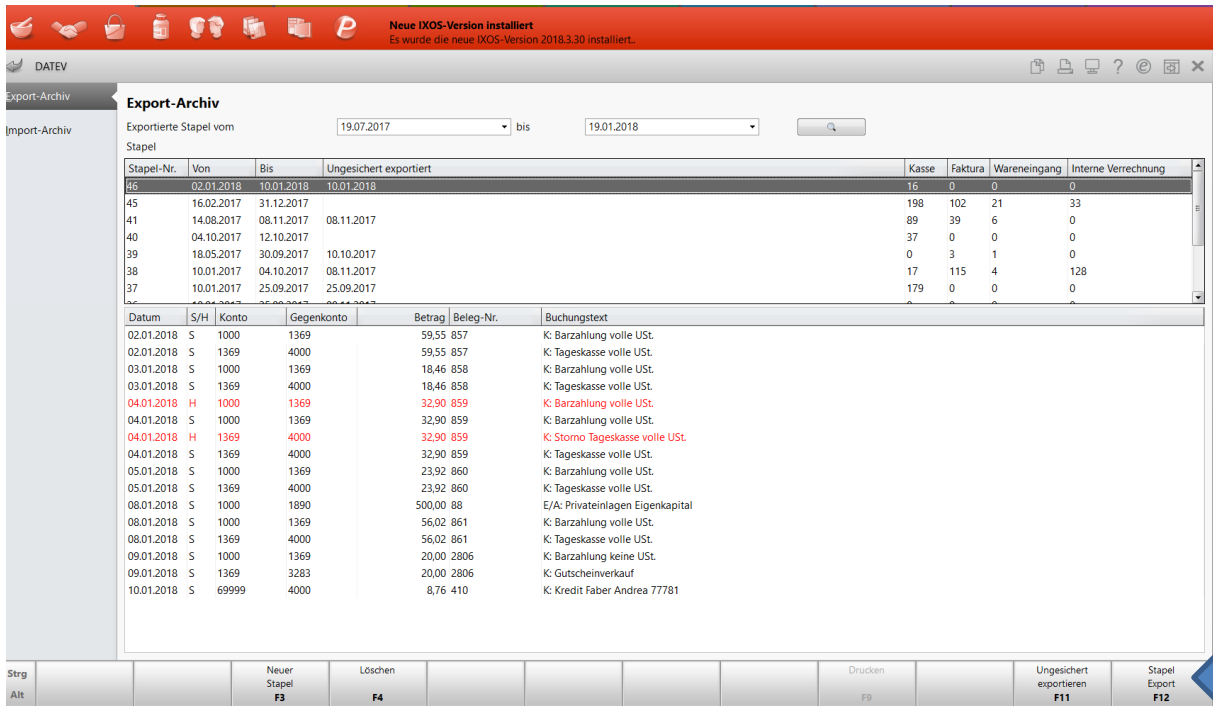 Neue IXOS-Version installiert
Es wurde die neue IXOS-Version 2018.3.30 installiert..
DATEV
Export-Archiv
Import-Archiv
Export-Archiv
Exportierte Stapel vom 19.07.2017 bis 19.01.2018
Stapel
Stapel-Nr. Von Bis Ungesichert exportiert Kasse Faktura Wareneingang Interne Verrechnung
46 02.01.2018 10.01.2018 10.01.2018 16 0 0 0
45 16.02.2017 31.12.2017 198 102 21 33
41 14.08.2017 08.11.2017 08.11.2017 89 39 6 0
40 04.10.2017 12.10.2017 37 0 0 0
39 18.05.2017 30.09.2017 10.10.2017 0 3 1 0
38 10.01.2017 04.10.2017 08.11.2017 17 115 4 128
37 10.01.2017 25.09.2017 25.09.2017 179 0 0 0
Datum S/H Konto Gegenkonto Betrag Beleg-Nr. Buchungstext
02.01.2018 S 1000 1369 59,55 857 K: Barzahlung volle USt.
02.01.2018 S 1369 4000 59,55 857 K: Tageskasse volle USt.
03.01.2018 S 1000 1369 18,46 858 K: Barzahlung volle USt.
03.01.2018 S 1369 4000 18,46 858 K: Tageskasse volle USt.
04.01.2018 H 1000 1369 32,90 859 K: Barzahlung volle USt.
04.01.2018 S 1000 1369 32,90 859 K: Barzahlung volle USt.
04.01.2018 H 1369 4000 32,90 859 K: Storno Tageskasse volle USt.
04.01.2018 S 1369 4000 32,90 859 K: Tageskasse volle USt.
05.01.2018 S 1000 1369 23,92 860 K: Barzahlung volle USt.
05.01.2018 S 1369 4000 23,92 860 K: Tageskasse volle USt.
08.01.2018 S 1000 1890 500,00 88 E/A: Privateinlagen Eigenkapital
08.01.2018 S 1000 1369 56,02 861 K: Barzahlung volle USt.
08.01.2018 S 1369 4000 56,02 861 K: Tageskasse volle USt.
09.01.2018 S 1000 1369 20,00 2806 K: Barzahlung keine USt.
09.01.2018 S 1369 3283 20,00 2806 K: Gutscheinverkauf
10.01.2018 S 69999 4000 8,76 410 K: Kredit Faber Andrea 77781
Strg
Alt
Neuer
Stapel
F3
Löschen
F4
Drucken
F9
Ungesichert
exportieren
F11
Stapel
Export
F12